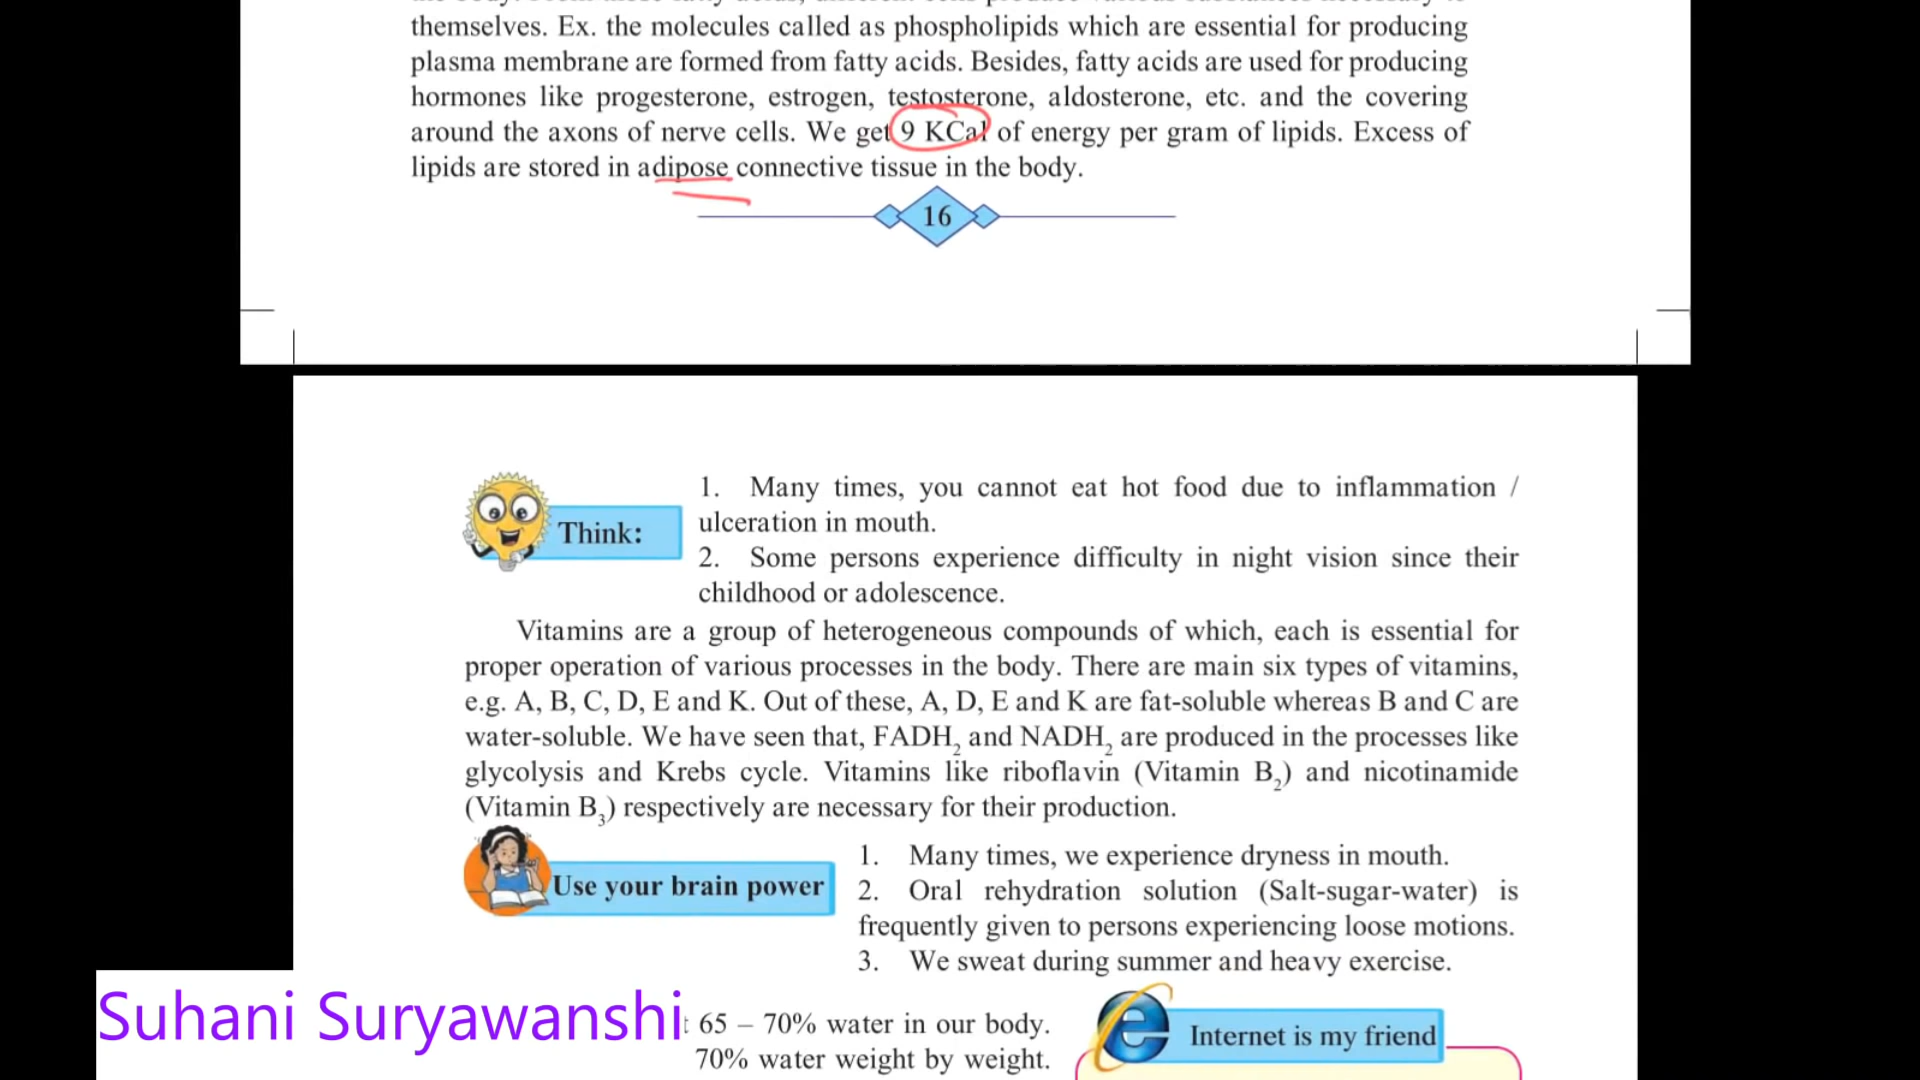 themselves. Ex. the molecules called as phospholipids which are essential for producing
plasma membrane are formed from fatty acids. Besides, fatty acids are used for producing
hormones like progesterone, estrogen, testosterone, aldosterone, etc. and the covering
around the axons of nerve cells. We get 9 KCal of energy per gram of lipids. Excess of
lipids are stored in adipose connective tissue in the body.
16
Think:
1. Many times, you cannot eat hot food due to inflammation /
ulceration in mouth.
2. Some persons experience difficulty in night vision since their
childhood or adolescence.
Vitamins are a group of heterogeneous compounds of which, each is essential for
proper operation of various processes in the body. There are main six types of vitamins,
e.g. A, B, C, D, E and K. Out of these, A, D, E and K are fat-soluble whereas B and C are
water-soluble. We have seen that, FADH₂ and NADH₂ are produced in the processes like
glycolysis and Krebs cycle. Vitamins like riboflavin (Vitamin B₂) and nicotinamide
(Vitamin B₃) respectively are necessary for their production.
Use your brain power
1. Many times, we experience dryness in mouth.
2. Oral rehydration solution (Salt-sugar-water) is
frequently given to persons experiencing loose motions.
3. We sweat during summer and heavy exercise.
Suhani Suryawanshi
65 – 70% water in our body.
70% water weight by weight.
Internet is my friend